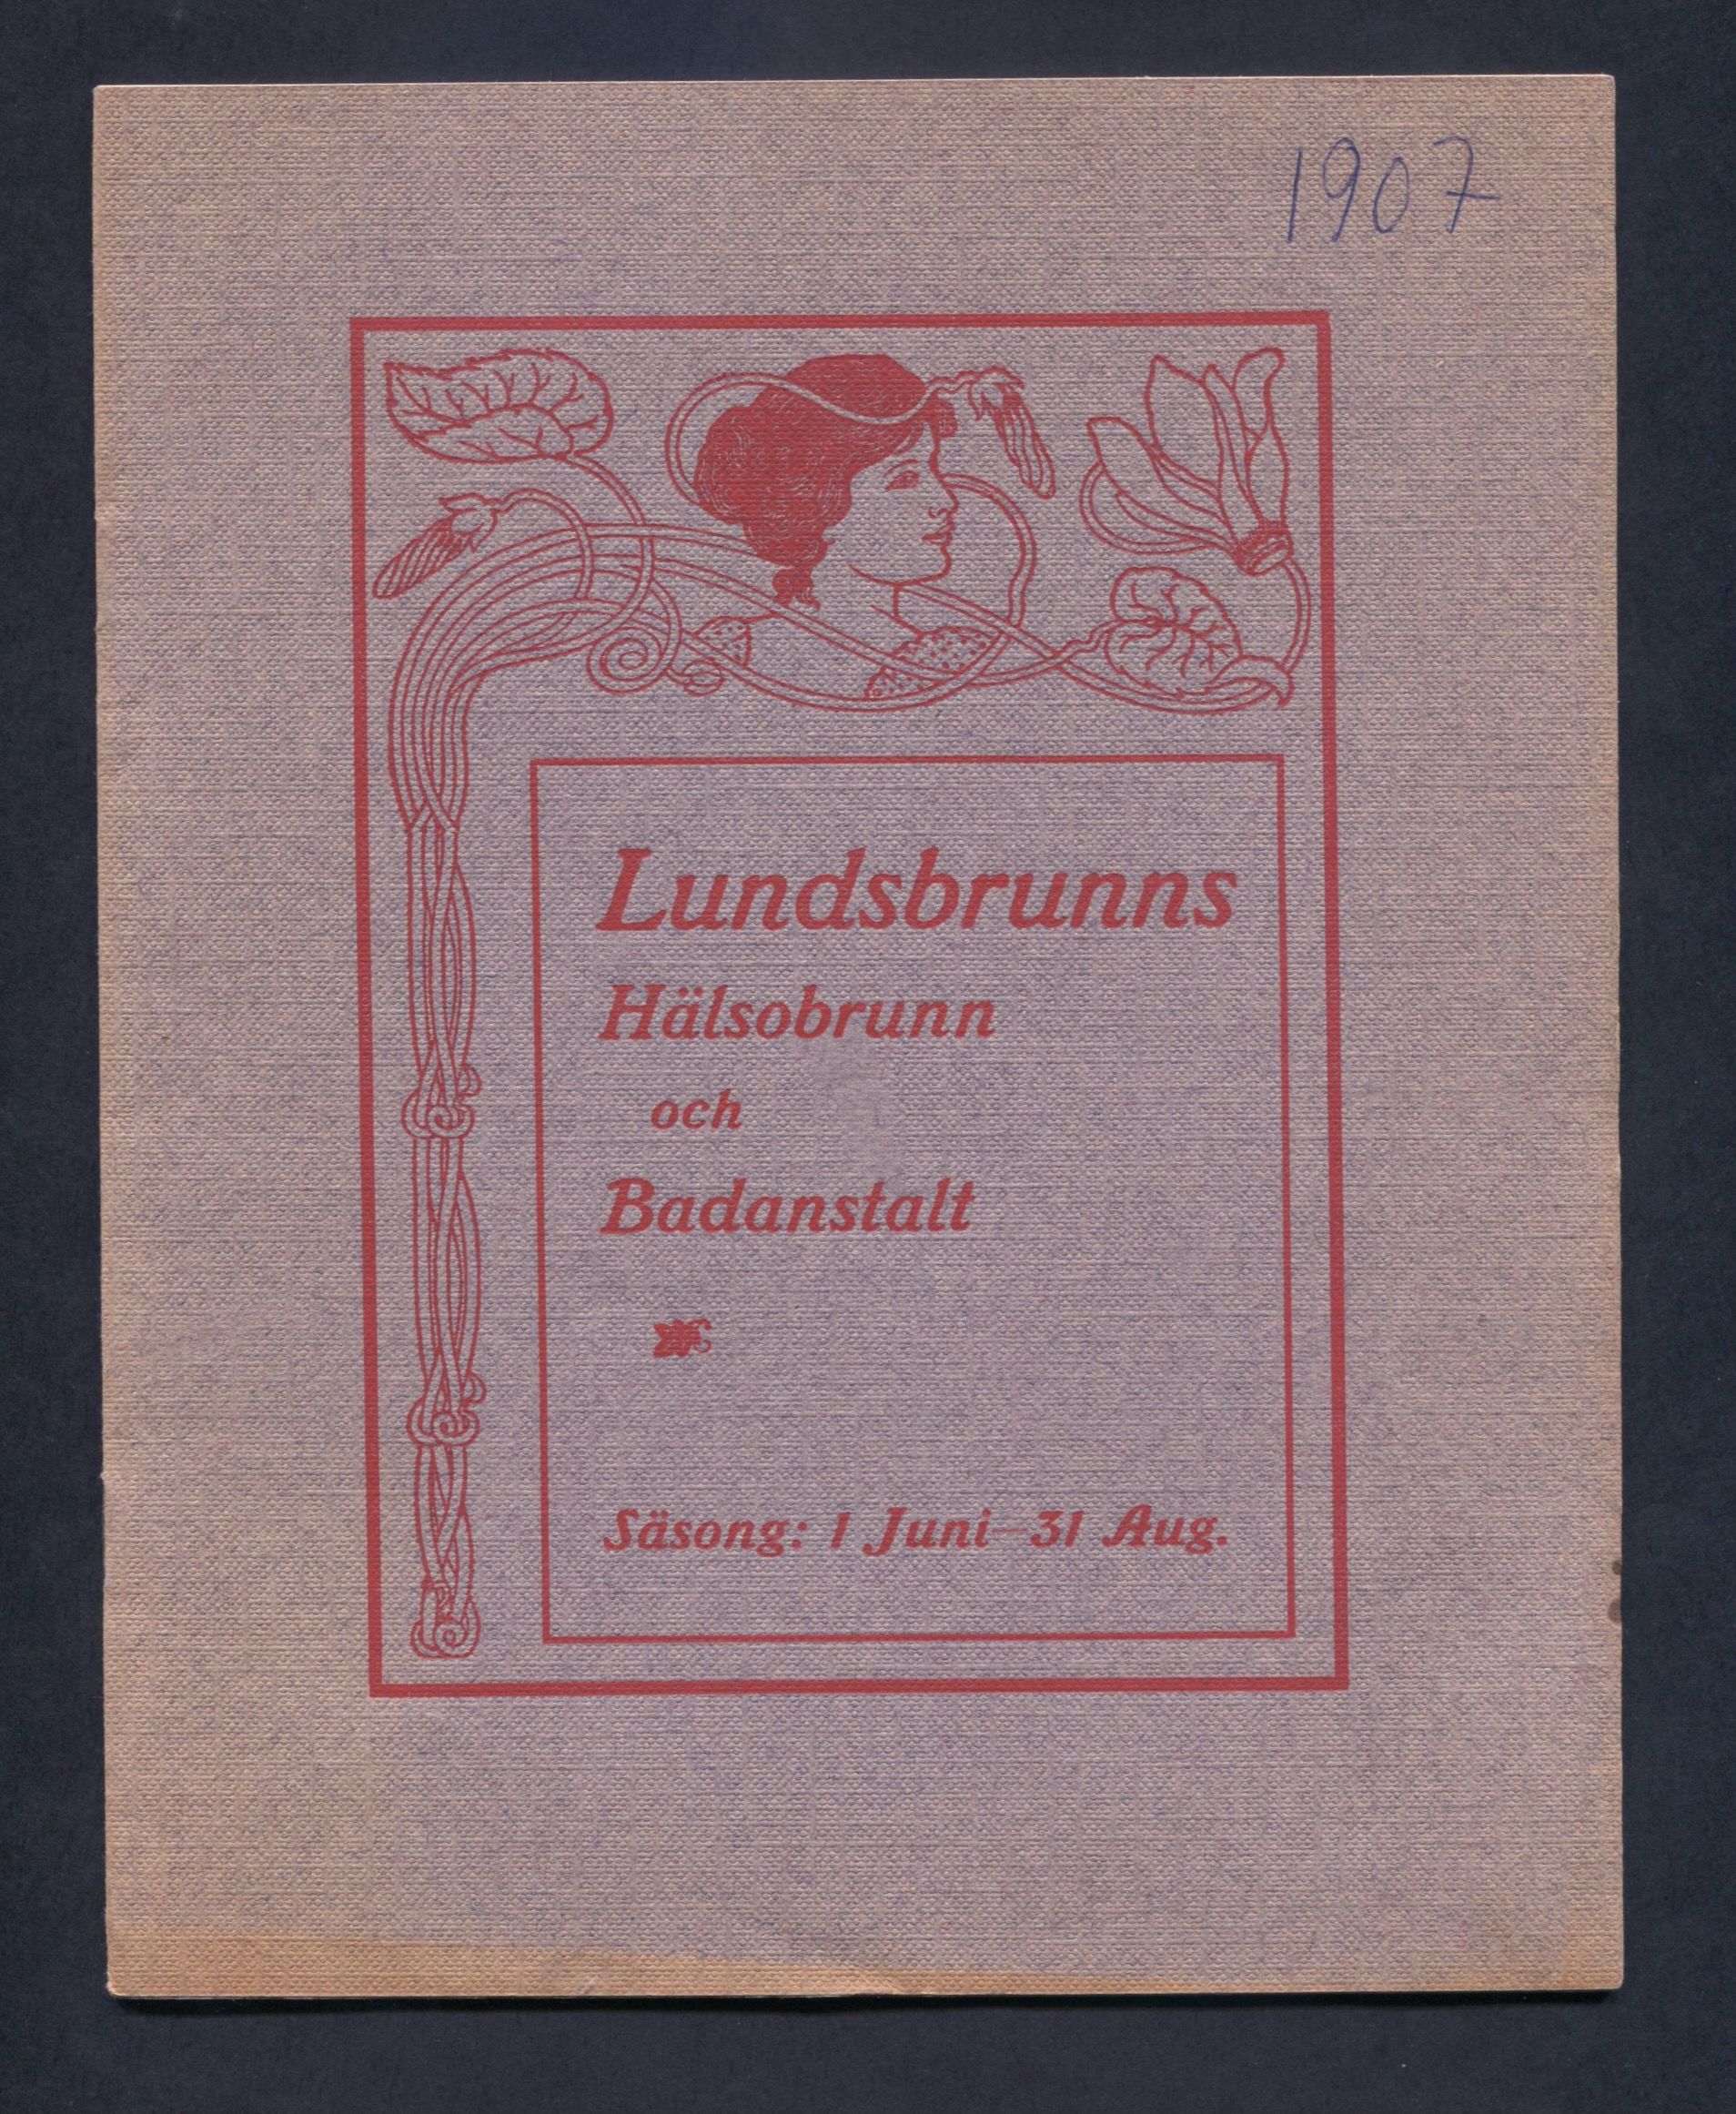 1907
Lundsbrunns
Hälsobrunn
och
Badanstalt
Säsong: 1 Juni–31 Aug.